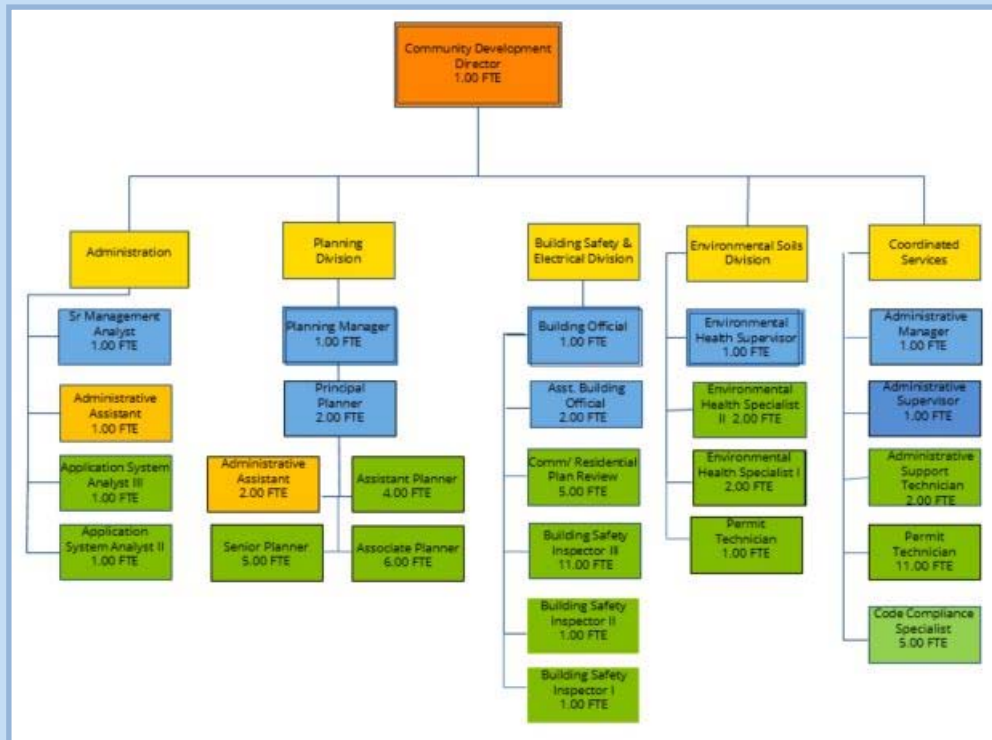 Community Development
Director
1.00 FTE
Administration
Planning
Division
Building Safety &
Electrical Division
Environmental Soils
Division
Coordinated
Services
Sr Management
Analyst
1.00 FTE
Administrative
Assistant
1.00 FTE
Application System
Analyst III
1.00 FTE
Application
System Analyst II
1.00 FTE
Planning Manager
1.00 FTE
Principal
Planner
2.00 FTE
Administrative
Assistant
2.00 FTE
Assistant Planner
4.00 FTE
Senior Planner
5.00 FTE
Associate Planner
6.00 FTE
Building Official
1.00 FTE
Asst. Building
Official
2.00 FTE
Comm/ Residential
Plan Review
5.00 FTE
Building Safety
Inspector III
11.00 FTE
Building Safety
Inspector II
1.00 FTE
Building Safety
Inspector I
1.00 FTE
Environmental
Health Supervisor
1.00 FTE
Environmental
Health Specialist
II 2.00 FTE
Environmental
Health Specialist I
2.00 FTE
Permit
Technician
1.00 FTE
Administrative
Manager
1.00 FTE
Administrative
Supervisor
1.00 FTE
Administrative
Support
Technician
2.00 FTE
Permit
Technician
11.00 FTE
Code Compliance
Specialist
5.00 FTE